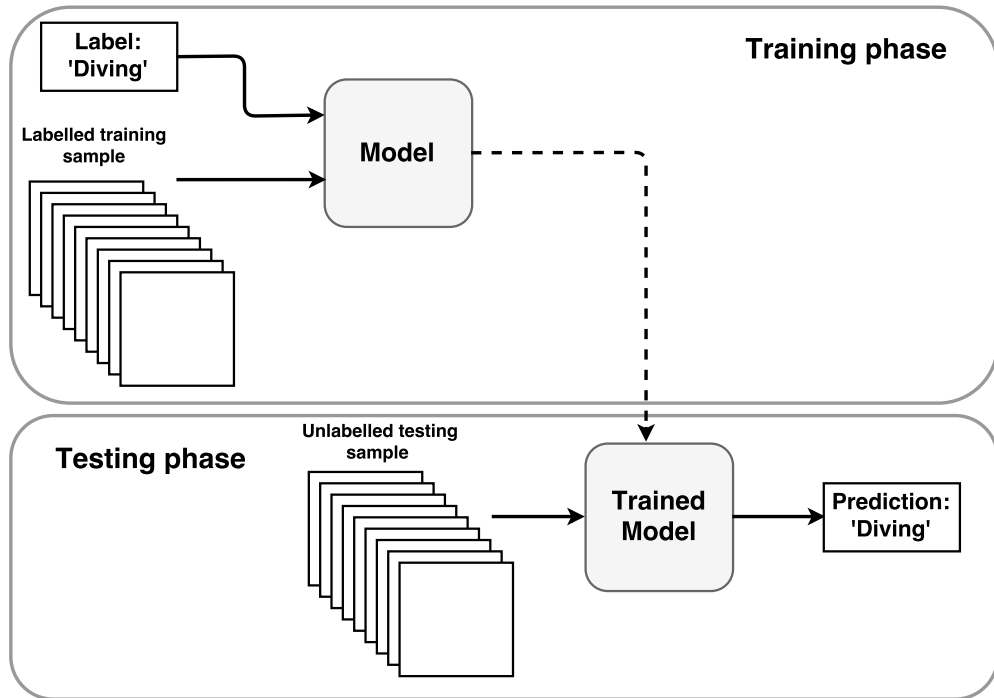 Label:
'Diving'
Training phase
Labelled training
sample
Model
Testing phase
Unlabelled testing
sample
Trained
Model
Prediction:
'Diving'